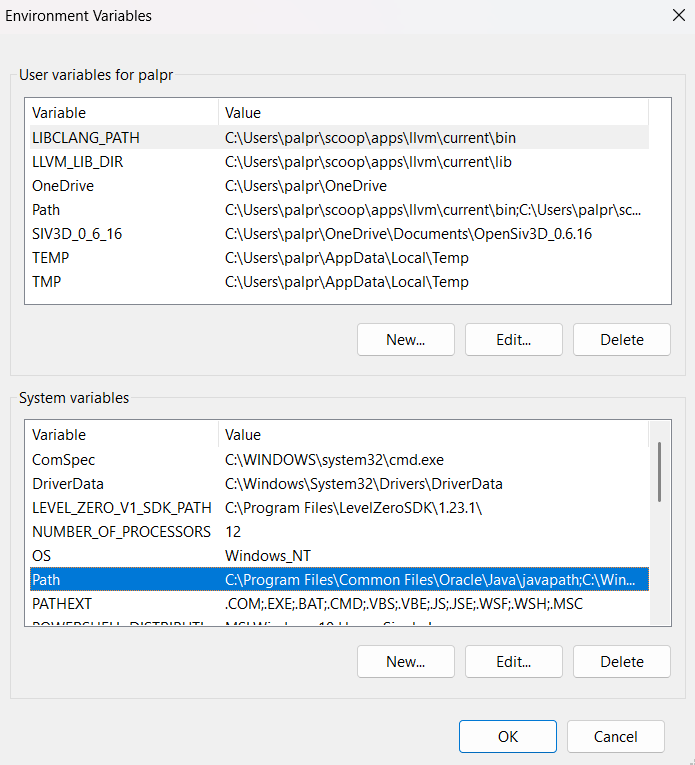 Environment Variables
User variables for palpr
Variable Value
LIBCLANG_PATH C:\Users\palpr\scoop\apps\llvm\current\bin
LLVM_LIB_DIR C:\Users\palpr\scoop\apps\llvm\current\lib
OneDrive C:\Users\palpr\OneDrive
Path C:\Users\palpr\scoop\apps\llvm\current\bin;C:\Users\palpr\sc...
SIV3D_0_6_16 C:\Users\palpr\OneDrive\Documents\OpenSiv3D_0.6.16
TEMP C:\Users\palpr\AppData\Local\Temp
TMP C:\Users\palpr\AppData\Local\Temp
New... Edit... Delete
System variables
Variable Value
ComSpec C:\WINDOWS\system32\cmd.exe
DriverData C:\Windows\System32\Drivers\DriverData
LEVEL_ZERO_V1_SDK_PATH C:\Program Files\LevelZeroSDK\1.23.1\
NUMBER_OF_PROCESSORS 12
OS Windows_NT
Path C:\Program Files\Common Files\Oracle\Java\javapath;C:\Win...
PATHEXT .COM;.EXE;.BAT;.CMD;.VBS;.VBE;.JS;.JSE;.WSF;.WSH;.MSC
New... Edit... Delete
OK Cancel